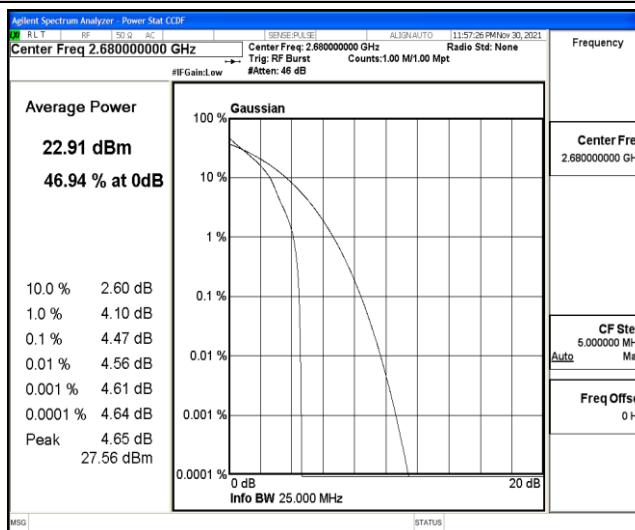 Agilent Spectrum Analyzer - Power Stat CCDF
RLT RF 50 Ω AC SENSE:PULSE ALIGNAUTO 11:57:26 PM Nov 30, 2021
Center Freq 2.680000000 GHz
Center Freq: 2.680000000 GHz Radio Std: None
Trig: RF Burst Counts:1.00 M/1.00 Mpt
#IFGain:Low #Atten: 46 dB
Frequency
Average Power
22.91 dBm
46.94 % at 0dB
10.0 % 2.60 dB
1.0 % 4.10 dB
0.1 % 4.47 dB
0.01 % 4.56 dB
0.001 % 4.61 dB
0.0001 % 4.64 dB
Peak 4.65 dB
27.56 dBm
Gaussian
100 %
10 %
1 %
0.1 %
0.01 %
0.001 %
0.0001 %
0 dB 20 dB
Info BW 25.000 MHz
Center Fre
2.680000000 GH
CF Ste
5.000000 MH
Auto Ma
Freq Offs
0 H
MSG STATUS